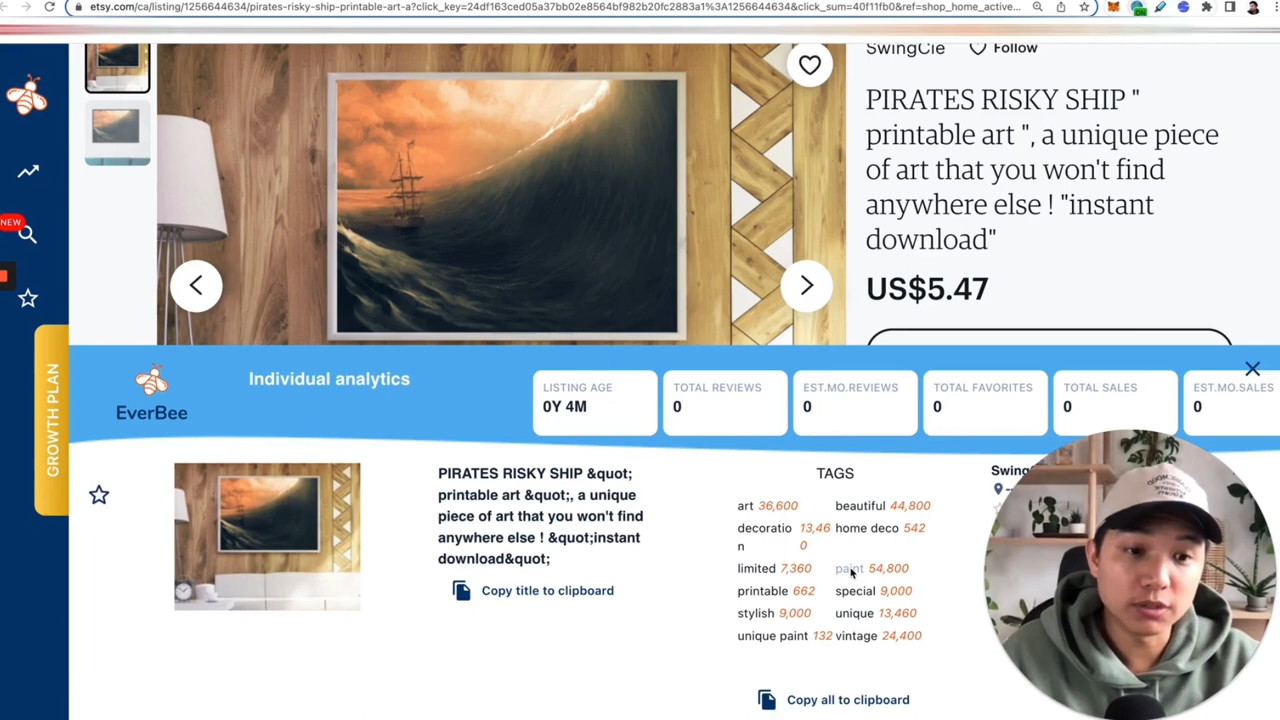 etsy.com/ca/listing/1256644634/pirates-risky-ship-printable-art-a?click_key=24df163ced05a37bb02e8564bf982b20fc2883a1%3A1256644634&click_sum=40f11fb0&ref=shop_home_active...
ON
SwingCie
Follow
PIRATES RISKY SHIP "
printable art ", a unique piece
of art that you won't find
anywhere else ! "instant
download"
US$5.47
NEW
GROWTH PLAN
EverBee
Individual analytics
LISTING AGE
0Y 4M
TOTAL REVIEWS
0
EST.MO.REVIEWS
0
TOTAL FAVORITES
0
TOTAL SALES
0
EST.MO.SALES
0
PIRATES RISKY SHIP &quot;
printable art &quot;, a unique
piece of art that you won't find
anywhere else ! &quot;instant
download&quot;
Copy title to clipboard
TAGS
art 36,600 beautiful 44,800
decoratio 13,46 home deco 542
n 0
limited 7,360 paint 54,800
printable 662 special 9,000
stylish 9,000 unique 13,460
unique paint 132 vintage 24,400
Copy all to clipboard